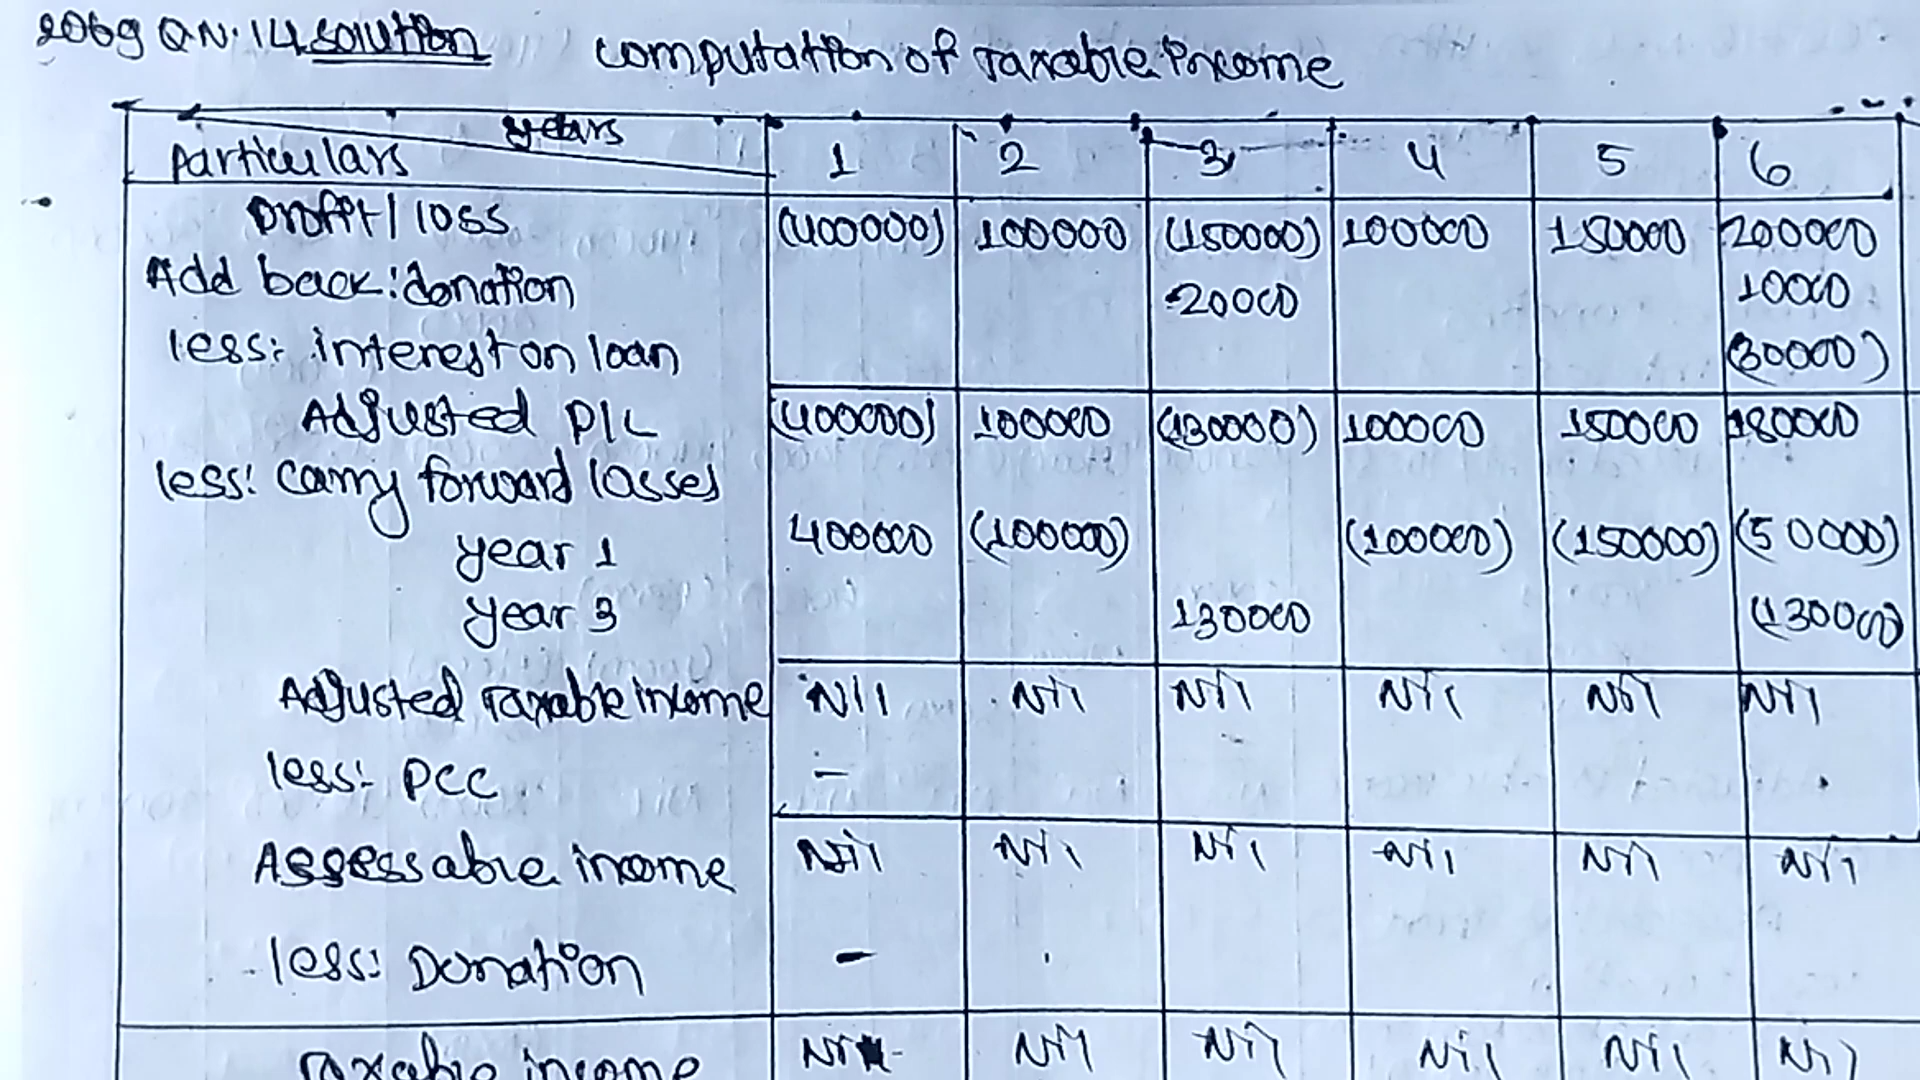 2069 Q.N. 14 solution
computation of Taxable Income
Particulars years 1 2 3 4 5 6
Profit / loss (400000) 100000 (150000) 100000 150000 200000
Add back: donation 20000 10000
less: interest on loan (30000)
Adjusted P/L (400000) 100000 (130000) 100000 150000 180000
less: carry forward losses
year 1 400000 (100000) (100000) (150000) (50000)
year 3 130000 (130000)
Adjusted Taxable income Nil Nil Nil Nil Nil Nil
less:- PCC –
Assessable income Nil Nil Nil Nil Nil Nil
less: Donation –
Taxable income Nil Nil Nil Nil Nil Nil